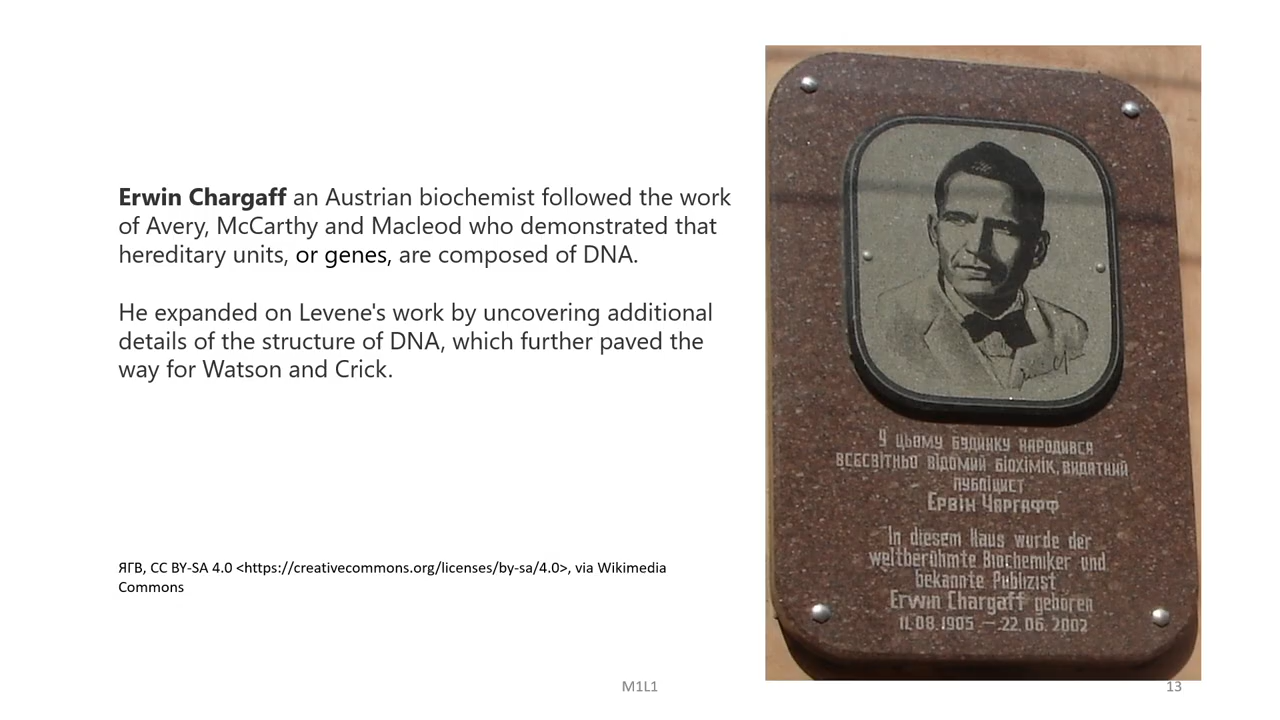 Erwin Chargaff an Austrian biochemist followed the work
of Avery, McCarthy and Macleod who demonstrated that
hereditary units, or genes, are composed of DNA.
He expanded on Levene's work by uncovering additional
details of the structure of DNA, which further paved the
way for Watson and Crick.
ЯГВ, CC BY-SA 4.0 <https://creativecommons.org/licenses/by-sa/4.0>, via Wikimedia
Commons
У цьому будинку народився
всесвітньо відомий біохімік, видатний
публіцист
Ервін Чаргафф
In diesem Haus wurde der
weltberühmte Biochemiker und
bekannte Publizist
Erwin Chargaff geboren
11.08.1905 – 22.06.2002
M1L1
13